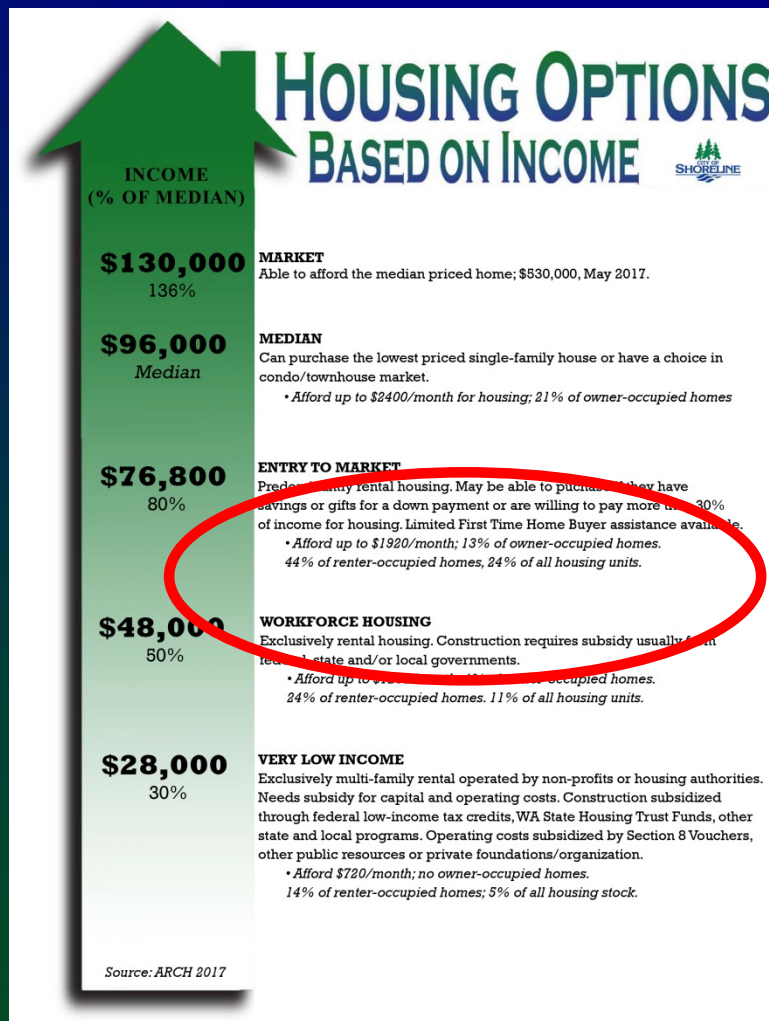 HOUSING OPTIONS
BASED ON INCOME
CITY OF
SHORELINE
INCOME
(% OF MEDIAN)
$130,000
136%
MARKET
Able to afford the median priced home; $530,000, May 2017.
$96,000
Median
MEDIAN
Can purchase the lowest priced single-family house or have a choice in
condo/townhouse market.
• Afford up to $2400/month for housing; 21% of owner-occupied homes
$76,800
80%
ENTRY TO MARKET
rental housing. May be able to puchase they have
savings or gifts for a down payment or are willing to pay more 30%
of income for housing. Limited First Time Home Buyer assistance available.
• Afford up to $1920/month; 13% of owner-occupied homes.
44% of renter-occupied homes, 24% of all housing units.
$48,000
50%
WORKFORCE HOUSING
Exclusively rental housing. Construction requires subsidy usually
state and/or local governments.
• Afford up to homes.
24% of renter-occupied homes. 11% of all housing units.
$28,000
30%
VERY LOW INCOME
Exclusively multi-family rental operated by non-profits or housing authorities.
Needs subsidy for capital and operating costs. Construction subsidized
through federal low-income tax credits, WA State Housing Trust Funds, other
state and local programs. Operating costs subsidized by Section 8 Vouchers,
other public resources or private foundations/organization.
• Afford $720/month; no owner-occupied homes.
14% of renter-occupied homes; 5% of all housing stock.
Source: ARCH 2017